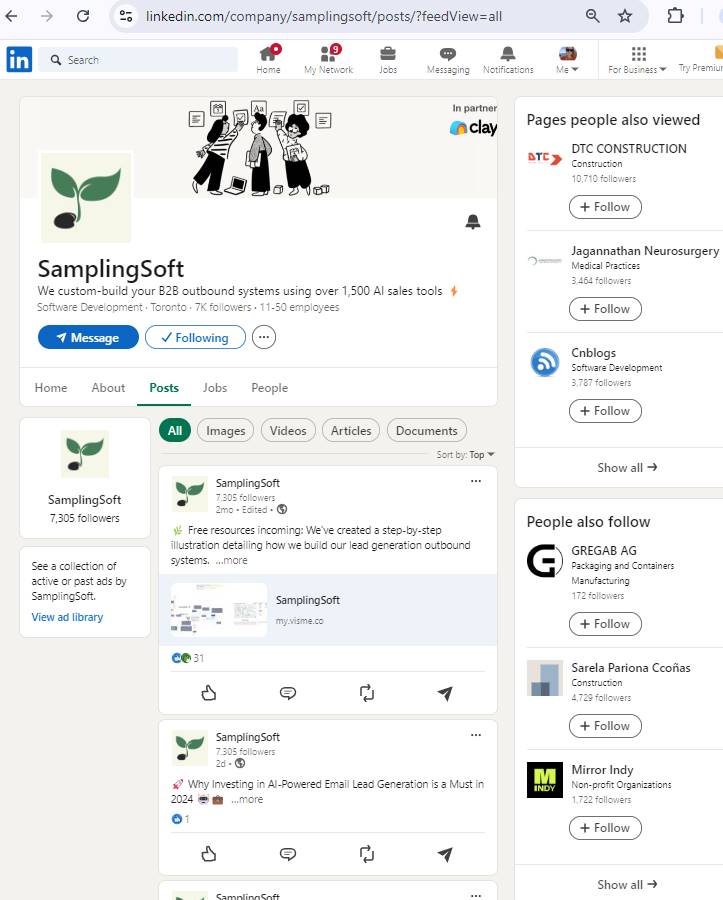 linkedin.com/company/samplingsoft/posts/?feedView=all
in
Search
Home
9
My Network
Jobs
Messaging
Notifications
Me
For Business
Try Premiu
In partner
clay
SamplingSoft
We custom-build your B2B outbound systems using over 1,500 AI sales tools ⚡
Software Development · Toronto · 7K followers · 11-50 employees
Message
Following
Home
About
Posts
Jobs
People
SamplingSoft
7,305 followers
See a collection of
active or past ads by
SamplingSoft.
View ad library
All
Images
Videos
Articles
Documents
Sort by: Top
SamplingSoft
7,305 followers
2mo • Edited •
🌿 Free resources incoming: We've created a step-by-step
illustration detailing how we build our lead generation outbound
systems. ...more
SamplingSoft
my.visme.co
31
SamplingSoft
7,305 followers
2d •
🚀 Why Investing in AI-Powered Email Lead Generation is a Must in
2024 🤖 💼 ...more
1
SamplingSoft
Pages people also viewed
DTC
DTC CONSTRUCTION
Construction
10,710 followers
+ Follow
Jagannathan Neurosurgery
Medical Practices
3,464 followers
+ Follow
Cnblogs
Software Development
3,787 followers
+ Follow
Show all →
People also follow
GREGAB AG
Packaging and Containers
Manufacturing
172 followers
+ Follow
Sarela Pariona Ccoñas
Construction
4,729 followers
+ Follow
M
INDY
Mirror Indy
Non-profit Organizations
1,722 followers
+ Follow
Show all →